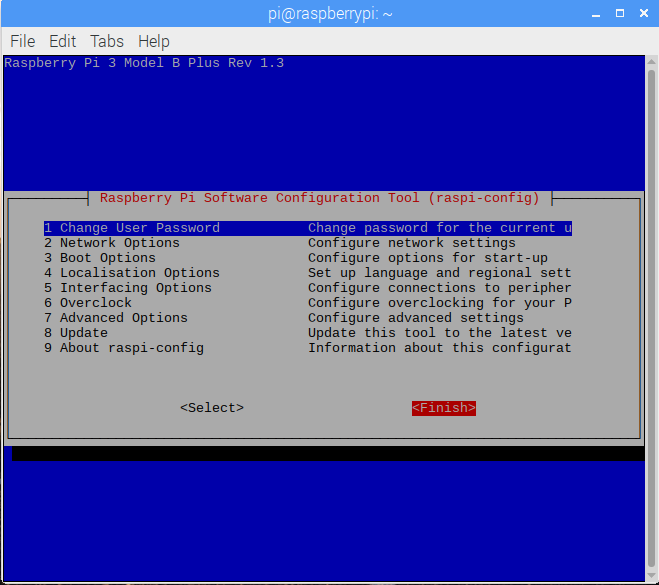 pi@raspberrypi: ~
File Edit Tabs Help
Raspberry Pi 3 Model B Plus Rev 1.3
Raspberry Pi Software Configuration Tool (raspi-config)
1 Change User Password Change password for the current u
2 Network Options Configure network settings
3 Boot Options Configure options for start-up
4 Localisation Options Set up language and regional sett
5 Interfacing Options Configure connections to peripher
6 Overclock Configure overclocking for your P
7 Advanced Options Configure advanced settings
8 Update Update this tool to the latest ve
9 About raspi-config Information about this configurat
<Select> <Finish>